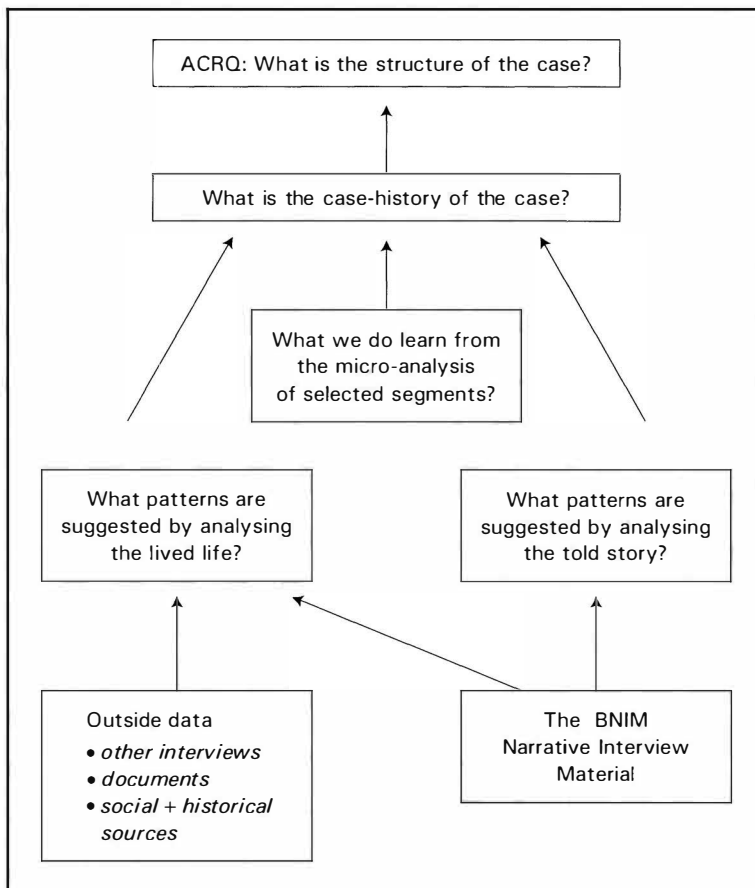 ACRQ: What is the structure of the case?
What is the case-history of the case?
What we do learn from
the micro-analysis
of selected segments?
What patterns are
suggested by analysing
the lived life?
What patterns are
suggested by analysing
the told story?
Outside data
• other interviews
• documents
• social + historical
sources
The BNIM
Narrative Interview
Material